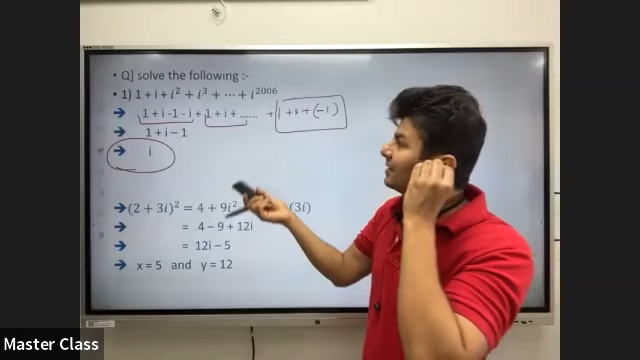 • Q] solve the following :-
• 1) 1 + i + i² + i³ + ⋯ + i²⁰⁰⁶
➔ 1 + i -1 - i + 1 + i + ...... + 1 + i + (-1)
➔ 1 + i − 1
➔ i
➔ (2 + 3i)² = 4 + 9i² (3i)
➔ = 4 − 9 + 12i
➔ = 12i − 5
➔ x = 5 and y = 12
Master Class